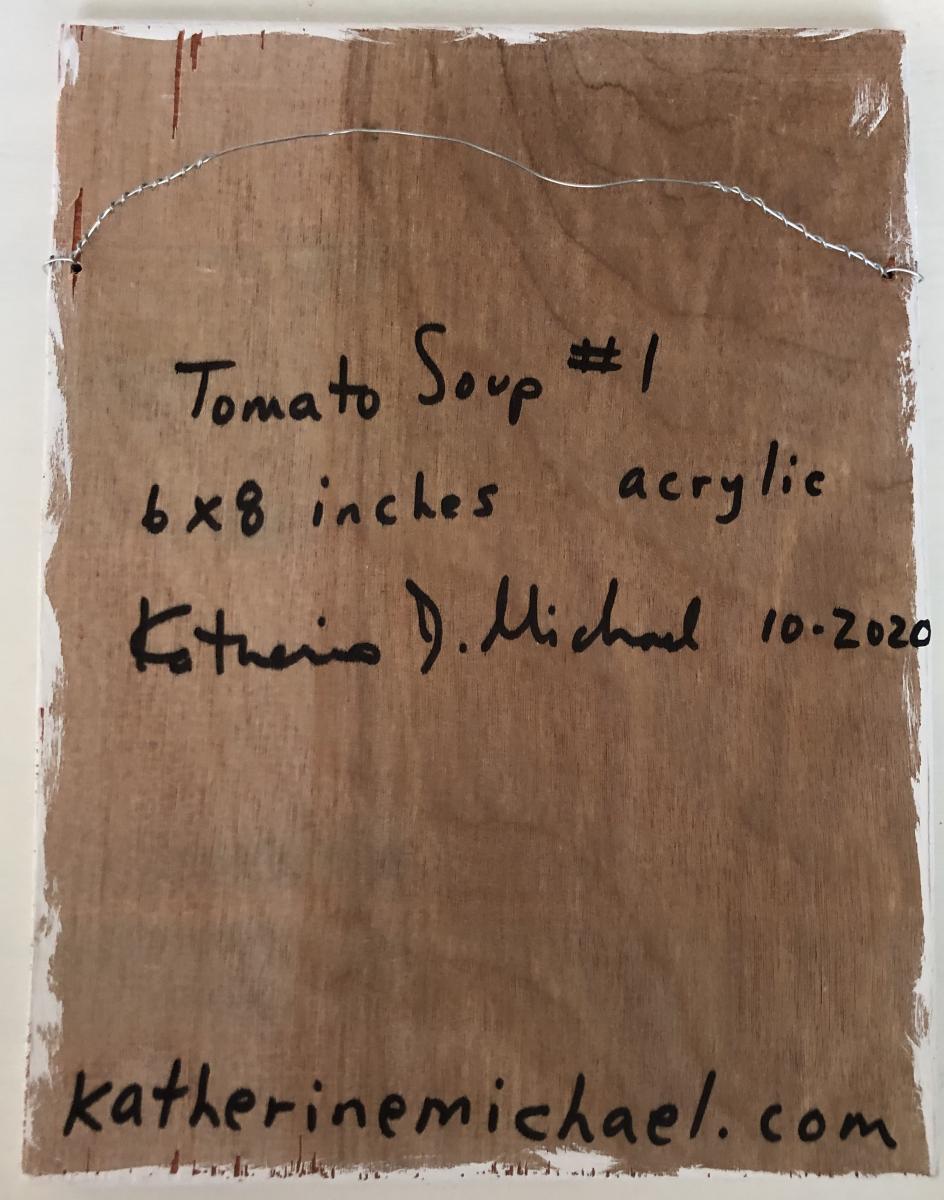 Tomato Soup #1
6x8 inches acrylic
Katherine D. Michael 10-2020
katherinemichael.com